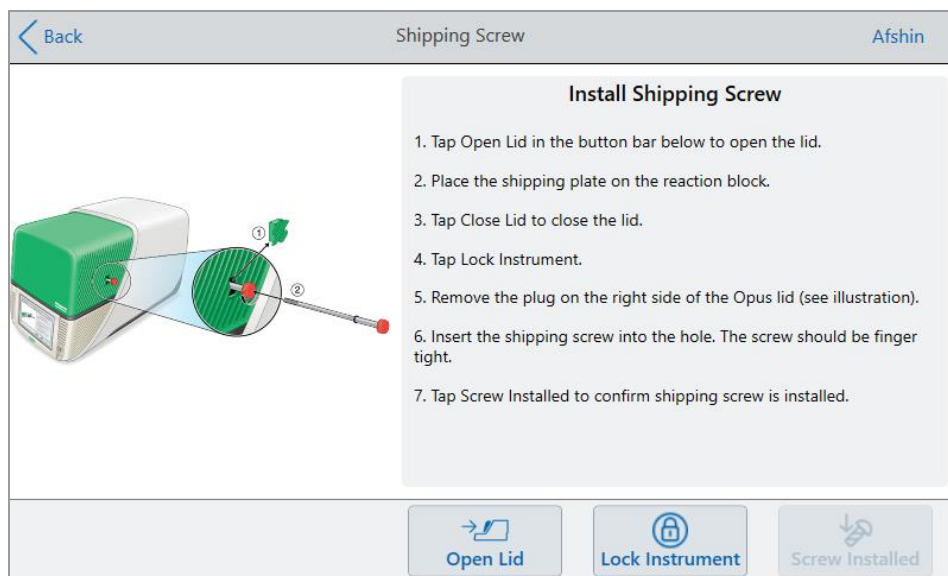 Back
Shipping Screw
Afshin
Install Shipping Screw
1. Tap Open Lid in the button bar below to open the lid.
2. Place the shipping plate on the reaction block.
3. Tap Close Lid to close the lid.
4. Tap Lock Instrument.
5. Remove the plug on the right side of the Opus lid (see illustration).
6. Insert the shipping screw into the hole. The screw should be finger
tight.
7. Tap Screw Installed to confirm shipping screw is installed.
1
2
Open Lid
Lock Instrument
Screw Installed